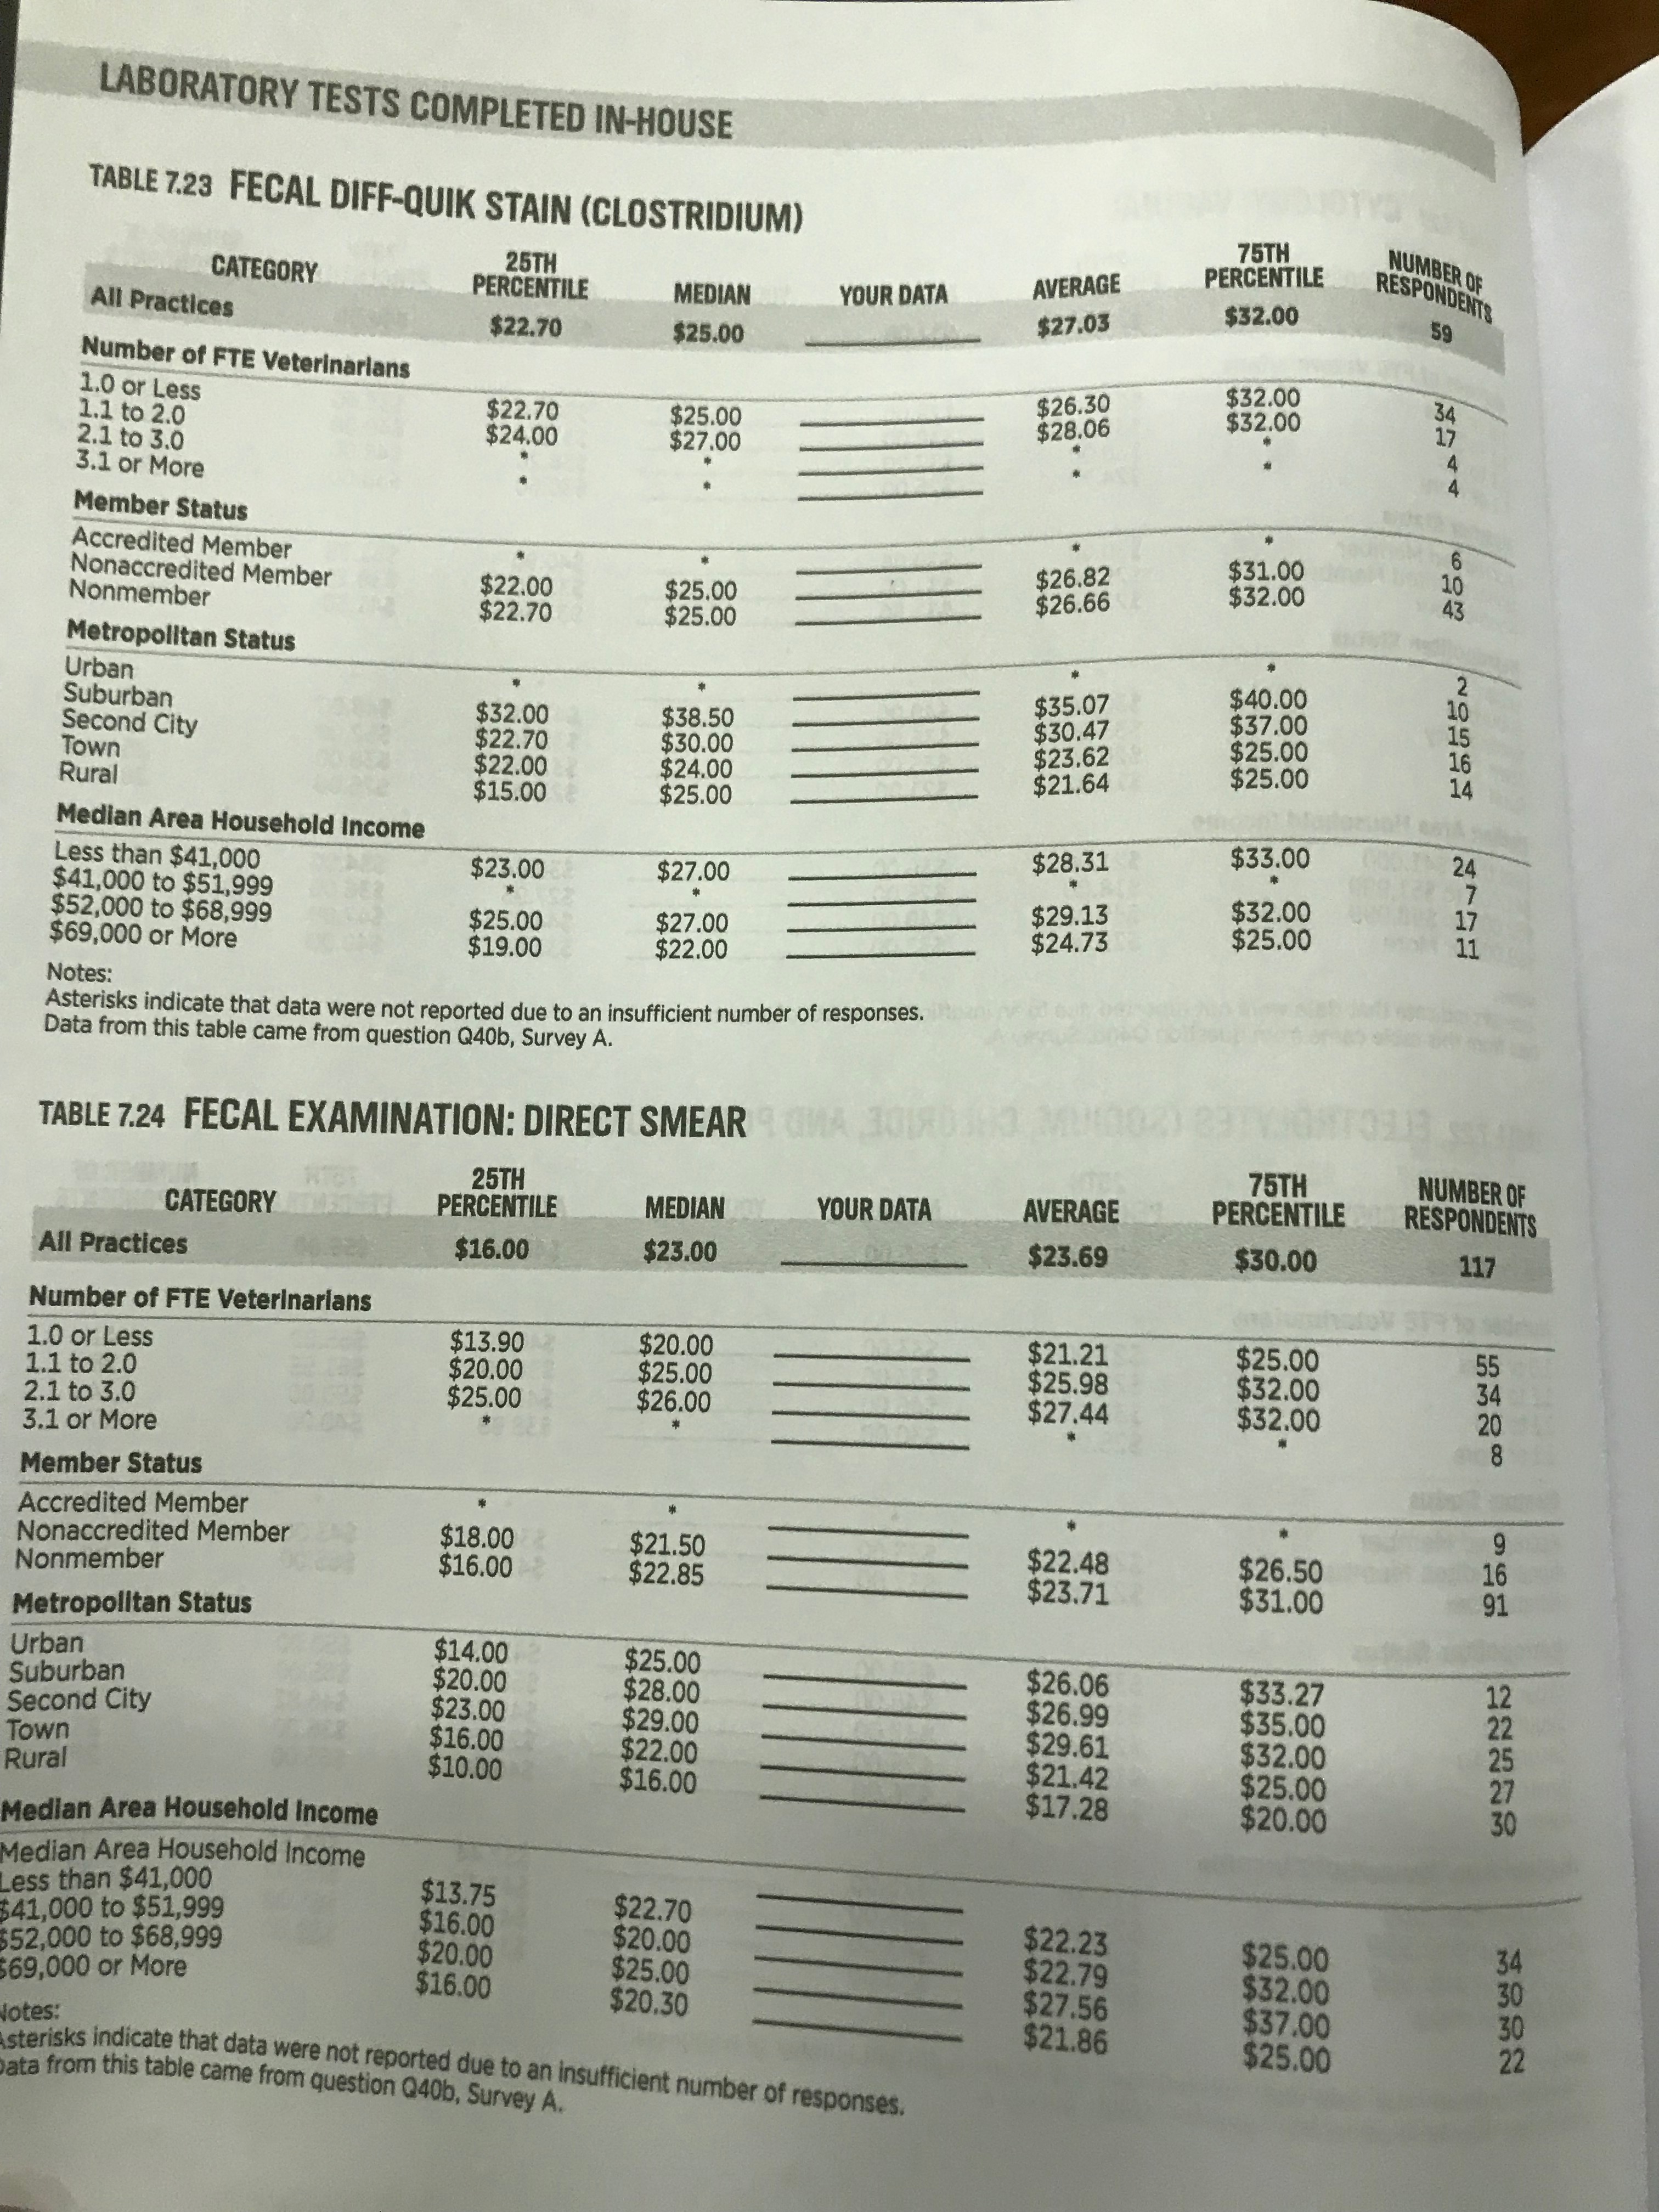 LABORATORY TESTS COMPLETED IN-HOUSE
TABLE 7.23 FECAL DIFF-QUIK STAIN (CLOSTRIDIUM)
CATEGORY 25TH PERCENTILE MEDIAN YOUR DATA AVERAGE 75TH PERCENTILE NUMBER OF RESPONDENTS
All Practices $22.70 $25.00 $27.03 $32.00 59
Number of FTE Veterinarians
1.0 or Less $22.70 $25.00 $26.30 $32.00 34
1.1 to 2.0 $24.00 $27.00 $28.06 $32.00 17
2.1 to 3.0 * * * * 4
3.1 or More * * * * 4
Member Status
Accredited Member * * * * 6
Nonaccredited Member $22.00 $25.00 $26.82 $31.00 10
Nonmember $22.70 $25.00 $26.66 $32.00 43
Metropolitan Status
Urban * * * * 2
Suburban $32.00 $38.50 $35.07 $40.00 10
Second City $22.70 $30.00 $30.47 $37.00 15
Town $22.00 $24.00 $23.62 $25.00 16
Rural $15.00 $25.00 $21.64 $25.00 14
Median Area Household Income
Less than $41,000 $23.00 $27.00 $28.31 $33.00 24
$41,000 to $51,999 * * * * 7
$52,000 to $68,999 $25.00 $27.00 $29.13 $32.00 17
$69,000 or More $19.00 $22.00 $24.73 $25.00 11
Notes:
Asterisks indicate that data were not reported due to an insufficient number of responses.
Data from this table came from question Q40b, Survey A.
TABLE 7.24 FECAL EXAMINATION: DIRECT SMEAR
CATEGORY 25TH PERCENTILE MEDIAN YOUR DATA AVERAGE 75TH PERCENTILE NUMBER OF RESPONDENTS
All Practices $16.00 $23.00 $23.69 $30.00 117
Number of FTE Veterinarians
1.0 or Less $13.90 $20.00 $21.21 $25.00 55
1.1 to 2.0 $20.00 $25.00 $25.98 $32.00 34
2.1 to 3.0 $25.00 $26.00 $27.44 $32.00 20
3.1 or More * * * * 8
Member Status
Accredited Member * * * * 9
Nonaccredited Member $18.00 $21.50 $22.48 $26.50 16
Nonmember $16.00 $22.85 $23.71 $31.00 91
Metropolitan Status
Urban $14.00 $25.00 $26.06 $33.27 12
Suburban $20.00 $28.00 $26.99 $35.00 22
Second City $23.00 $29.00 $29.61 $32.00 25
Town $16.00 $22.00 $21.42 $25.00 27
Rural $10.00 $16.00 $17.28 $20.00 30
Median Area Household Income
Median Area Household Income
Less than $41,000 $13.75 $22.70 $22.23 $25.00 34
$41,000 to $51,999 $16.00 $20.00 $22.79 $32.00 30
$52,000 to $68,999 $20.00 $25.00 $27.56 $37.00 30
$69,000 or More $16.00 $20.30 $21.86 $25.00 22
Notes:
Asterisks indicate that data were not reported due to an insufficient number of responses.
Data from this table came from question Q40b, Survey A.